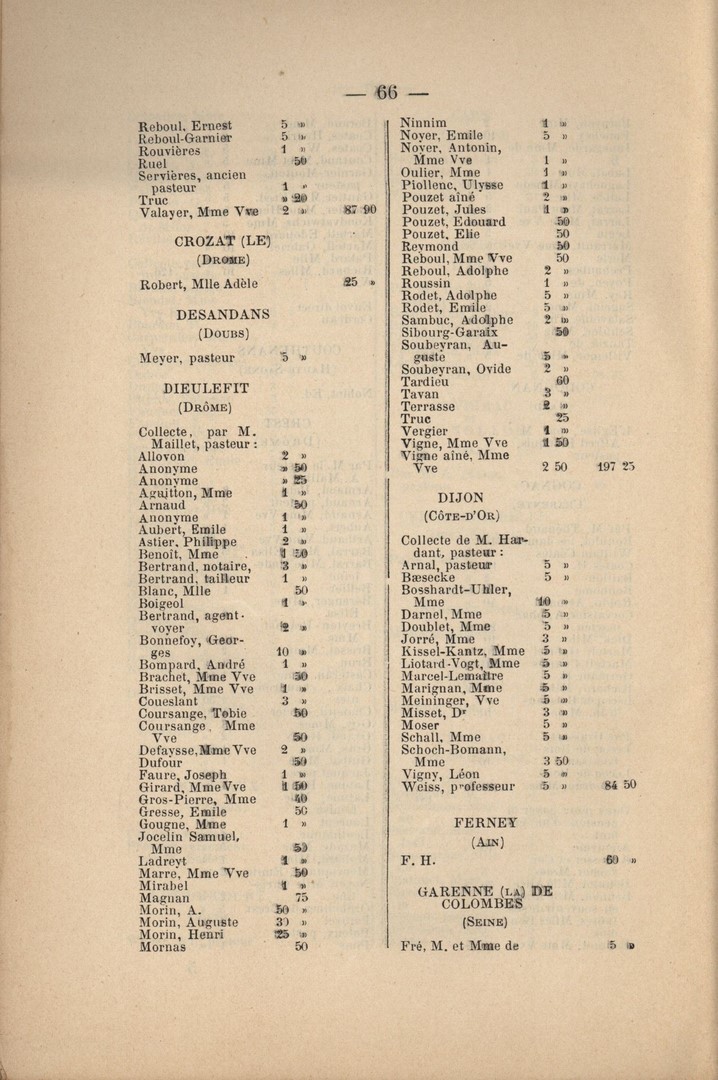 — 66 —
Reboul, Ernest 5 »
Reboul-Garnier 5 »
Rouvières 1 »
Ruel 50
Servières, ancien
pasteur 1 »
Truc » 20
Valayer, Mme Vve 2 » 87 90
CROZAT (LE)
(DROME)
Robert, Mlle Adèle 25 »
DESANDANS
(DOUBS)
Meyer, pasteur 5 »
DIEULEFIT
(DRÔME)
Collecte, par M.
Maillet, pasteur :
Allovon 2 »
Anonyme » 50
Anonyme » 25
Aguitton, Mme 1 »
Arnaud 50
Anonyme 1 »
Aubert, Emile 1 »
Astier, Philippe 2 »
Benoît, Mme 1 50
Bertrand, notaire, 3 »
Bertrand, tailleur 1 »
Blanc, Mlle 50
Boigeol 1 »
Bertrand, agent-
voyer 2 »
Bonnefoy, Geor-
ges 10 »
Bompard, André 1 »
Brachet, Mme Vve 50
Brisset, Mme Vve 1 »
Coueslant 3 »
Coursange, Tobie 50
Coursange, Mme
Vve 50
Defaysse, Mme Vve 2 »
Dufour 50
Faure, Joseph 1 »
Girard, Mme Vve 1 50
Gros-Pierre, Mme 40
Gresse, Emile 50
Gougne, Mme 1 »
Jocelin Samuel,
Mme 50
Ladreyt 1 »
Marre, Mme Vve 50
Mirabel 1 »
Magnan 75
Morin, A. 50 »
Morin, Auguste 30 »
Morin, Henri 25 »
Mornas 50
Ninnim 1 »
Noyer, Emile 5 »
Noyer, Antonin,
Mme Vve 1 »
Oulier, Mme 1 »
Piollenc, Ulysse 1 »
Pouzet aîné 2 »
Pouzet, Jules 1 »
Pouzet, Edouard 50
Pouzet, Elie 50
Reymond 50
Reboul, Mme Vve 50
Reboul, Adolphe 2 »
Roussin 1 »
Rodet, Adolphe 5 »
Rodet, Emile 5 »
Sambuc, Adolphe 2 »
Sibourg-Garaix 50
Soubeyran, Au-
guste 5 »
Soubeyran, Ovide 2 »
Tardieu 60
Tavan 3 »
Terrasse 2 »
Truc 25
Vergier 1 »
Vigne, Mme Vve 1 50
Vigne aîné, Mme
Vve 2 50 197 25
DIJON
(CÔTE-D'OR)
Collecte de M. Har-
dant, pasteur :
Arnal, pasteur 5 »
Bæsecke 5 »
Bosshardt-Uhler,
Mme 10 »
Darnel, Mme 5 »
Doublet, Mme 5 »
Jorré, Mme 3 »
Kissel-Kantz, Mme 5 »
Liotard-Vogt, Mme 5 »
Marcel-Lemaître 5 »
Marignan, Mme 5 »
Meininger, Vve 5 »
Misset, Dr 3 »
Moser 5 »
Schall, Mme 5 »
Schoch-Bomann,
Mme 3 50
Vigny, Léon 5 »
Weiss, professeur 5 » 84 50
FERNEY
(AIN)
F. H. 60 »
GARENNE (LA) DE
COLOMBES
(SEINE)
Fré, M. et Mme de 5 »